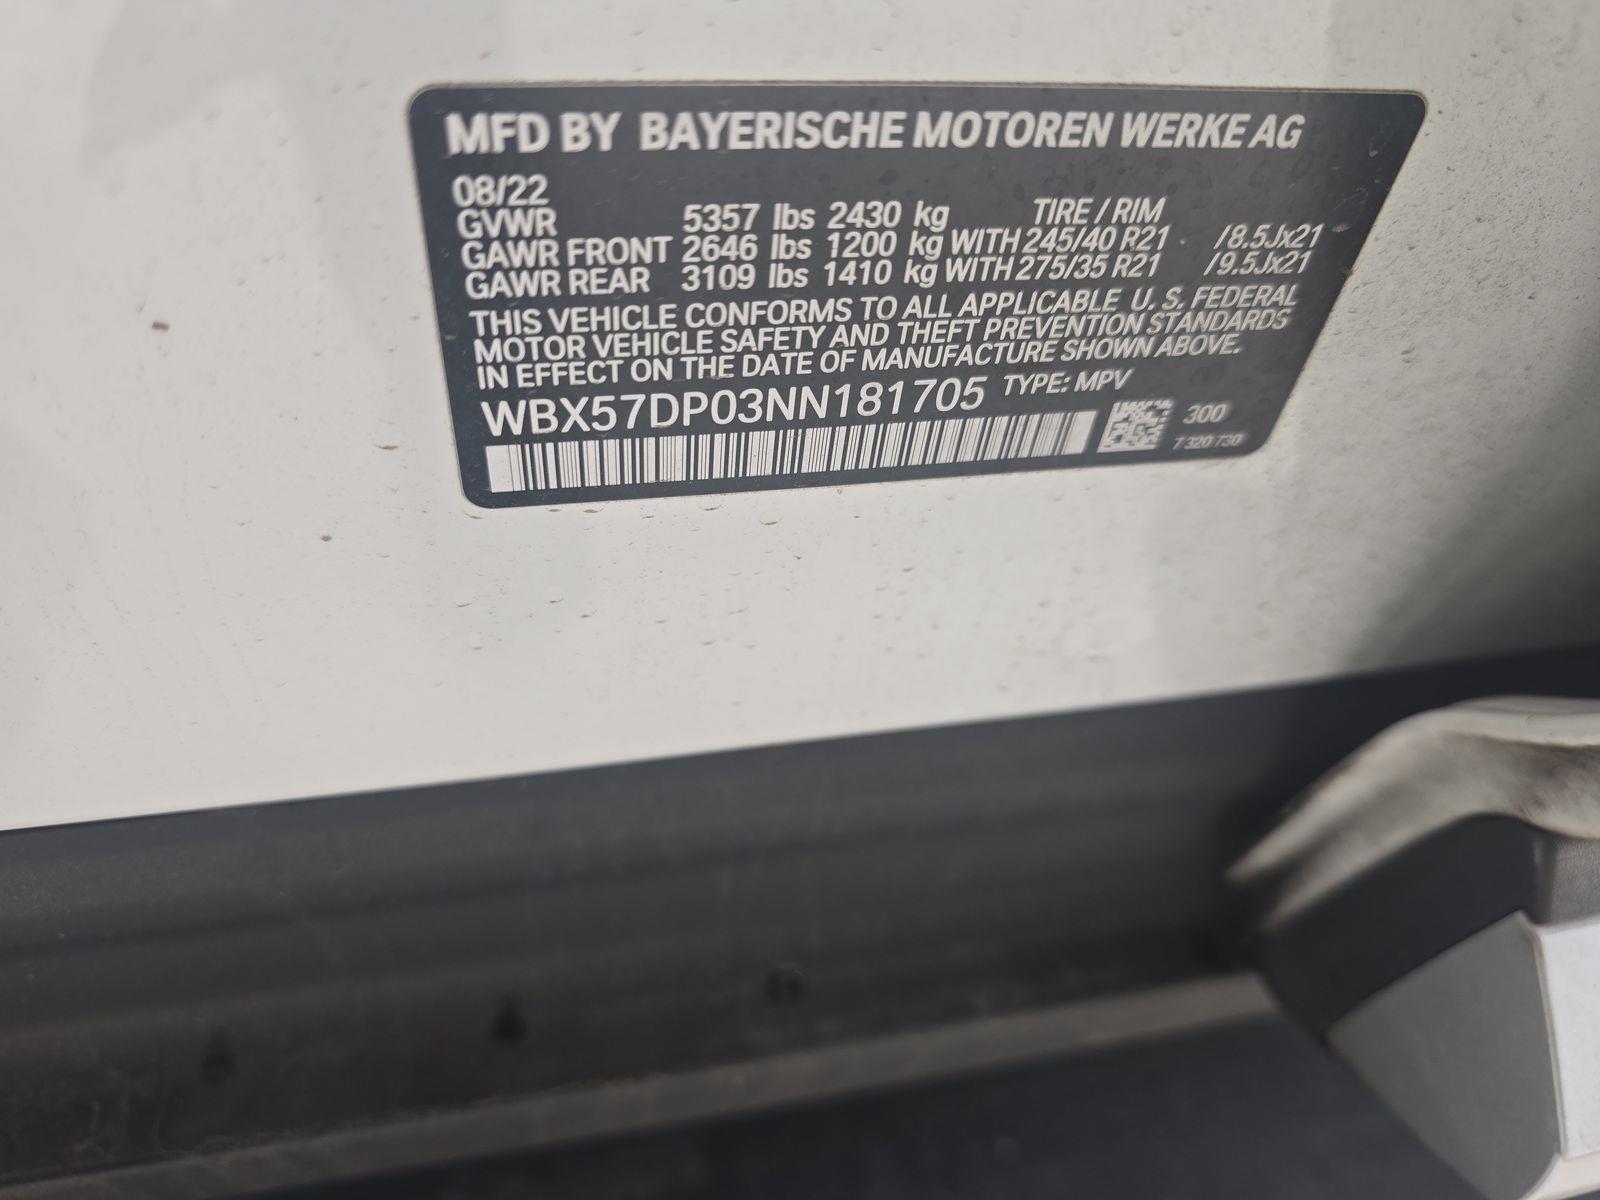 MFD BY BAYERISCHE MOTOREN WERKE AG
08/22
GVWR 5357 lbs 2430 kg TIRE / RIM
GAWR FRONT 2646 lbs 1200 kg WITH 245/40 R21 /8.5Jx21
GAWR REAR 3109 lbs 1410 kg WITH 275/35 R21 /9.5Jx21
THIS VEHICLE CONFORMS TO ALL APPLICABLE U.S. FEDERAL
MOTOR VEHICLE SAFETY AND THEFT PREVENTION STANDARDS
IN EFFECT ON THE DATE OF MANUFACTURE SHOWN ABOVE.
WBX57DP03NN181705 TYPE: MPV
300
7 320 730